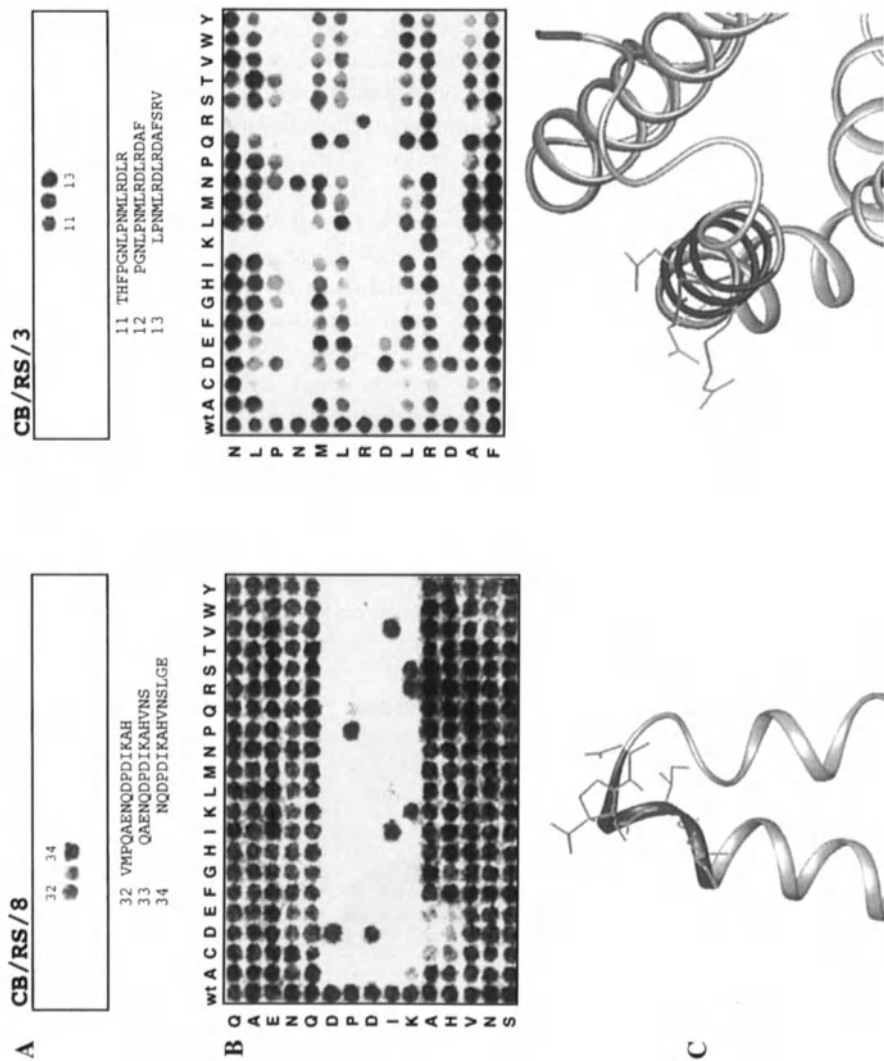 A
CB/RS/8
32 34
32 VMPQAENQDPDIKAH
33 QAENQDPDIKAHVNS
34 NQDPDIKAHVNSLGE
CB/RS/3
11 13
11 THFPGNLPNMLRDLR
12 PGNLPNMLRDLRDAF
13 LPNMLRDLRDAFSRV
B
wt A C D E F G H I K L M N P Q R S T V W Y
Q
A
E
N
Q
D
P
D
I
K
A
H
V
N
S
wt A C D E F G H I K L M N P Q R S T V W Y
N
L
P
N
M
L
R
D
L
R
D
A
F
C